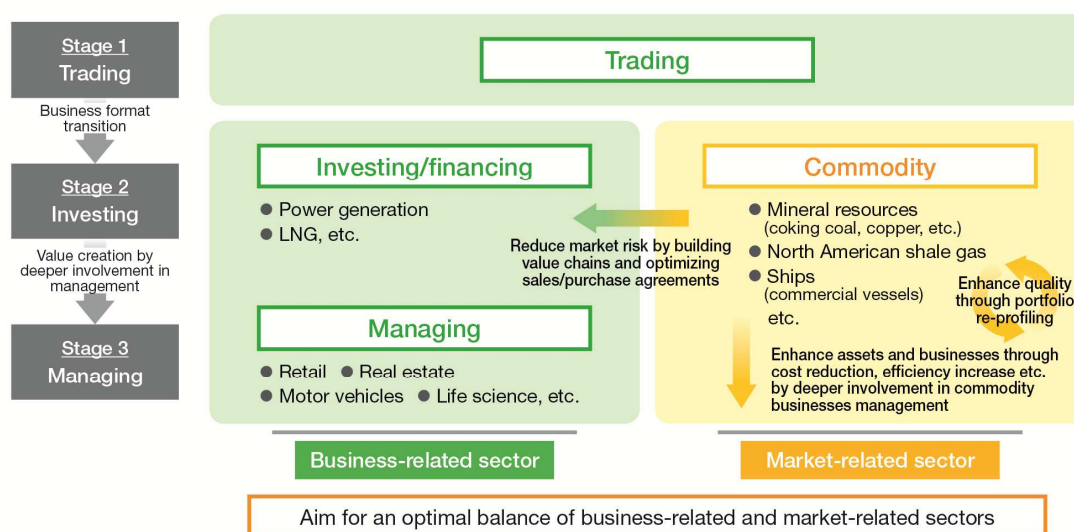 Stage 1
Trading
Business format
transition
Stage 2
Investing
Value creation by
deeper involvement in
management
Stage 3
Managing
Trading
Investing/financing
● Power generation
● LNG, etc.
Managing
● Retail ● Real estate
● Motor vehicles ● Life science, etc.
Reduce market risk by building
value chains and optimizing
sales/purchase agreements
Commodity
● Mineral resources
(coking coal, copper, etc.)
● North American shale gas
● Ships
(commercial vessels)
etc.
Enhance quality
through portfolio
re-profiling
Enhance assets and businesses through
cost reduction, efficiency increase etc.
by deeper involvement in commodity
businesses management
Business-related sector
Market-related sector
Aim for an optimal balance of business-related and market-related sectors